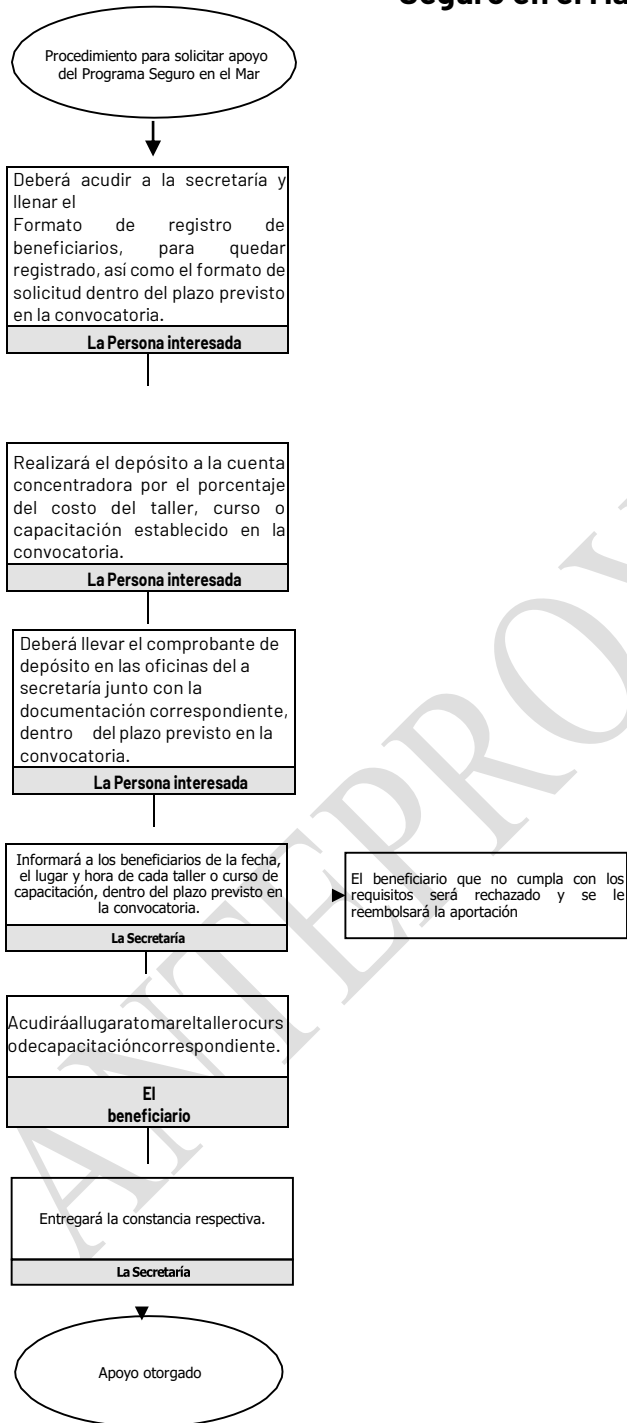 Seguro en el Ma
Procedimiento para solicitar apoyo
del Programa Seguro en el Mar
Deberá acudir a la secretaría y
llenar el
Formato de registro de
beneficiarios, para quedar
registrado, así como el formato de
solicitud dentro del plazo previsto
en la convocatoria.
La Persona interesada
Realizará el depósito a la cuenta
concentradora por el porcentaje
del costo del taller, curso o
capacitación establecido en la
convocatoria.
La Persona interesada
Deberá llevar el comprobante de
depósito en las oficinas del a
secretaría junto con la
documentación correspondiente,
dentro del plazo previsto en la
convocatoria.
La Persona interesada
Informará a los beneficiarios de la fecha,
el lugar y hora de cada taller o curso de
capacitación, dentro del plazo previsto en
la convocatoria.
La Secretaría
El beneficiario que no cumpla con los
requisitos será rechazado y se le
reembolsará la aportación
Acudiráallugaratomareltallerocurs
odecapacitacióncorrespondiente.
El
beneficiario
Entregará la constancia respectiva.
La Secretaría
Apoyo otorgado
ANTEPROY